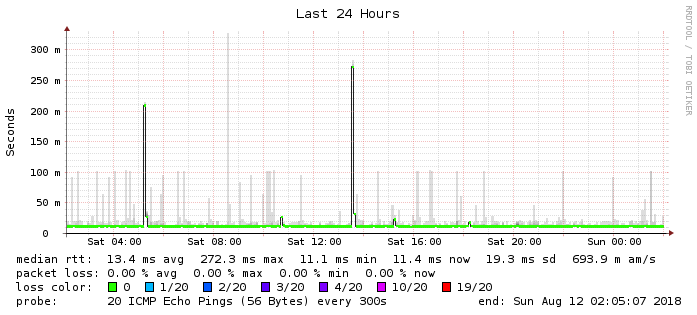 Last 24 Hours
RRDTOOL / TOBI OETIKER
Seconds
300 m
250 m
200 m
150 m
100 m
50 m
0
Sat 04:00 Sat 08:00 Sat 12:00 Sat 16:00 Sat 20:00 Sun 00:00
median rtt: 13.4 ms avg 272.3 ms max 11.1 ms min 11.4 ms now 19.3 ms sd 693.9 m am/s
packet loss: 0.00 % avg 0.00 % max 0.00 % min 0.00 % now
loss color: 0 1/20 2/20 3/20 4/20 10/20 19/20
probe: 20 ICMP Echo Pings (56 Bytes) every 300s end: Sun Aug 12 02:05:07 2018